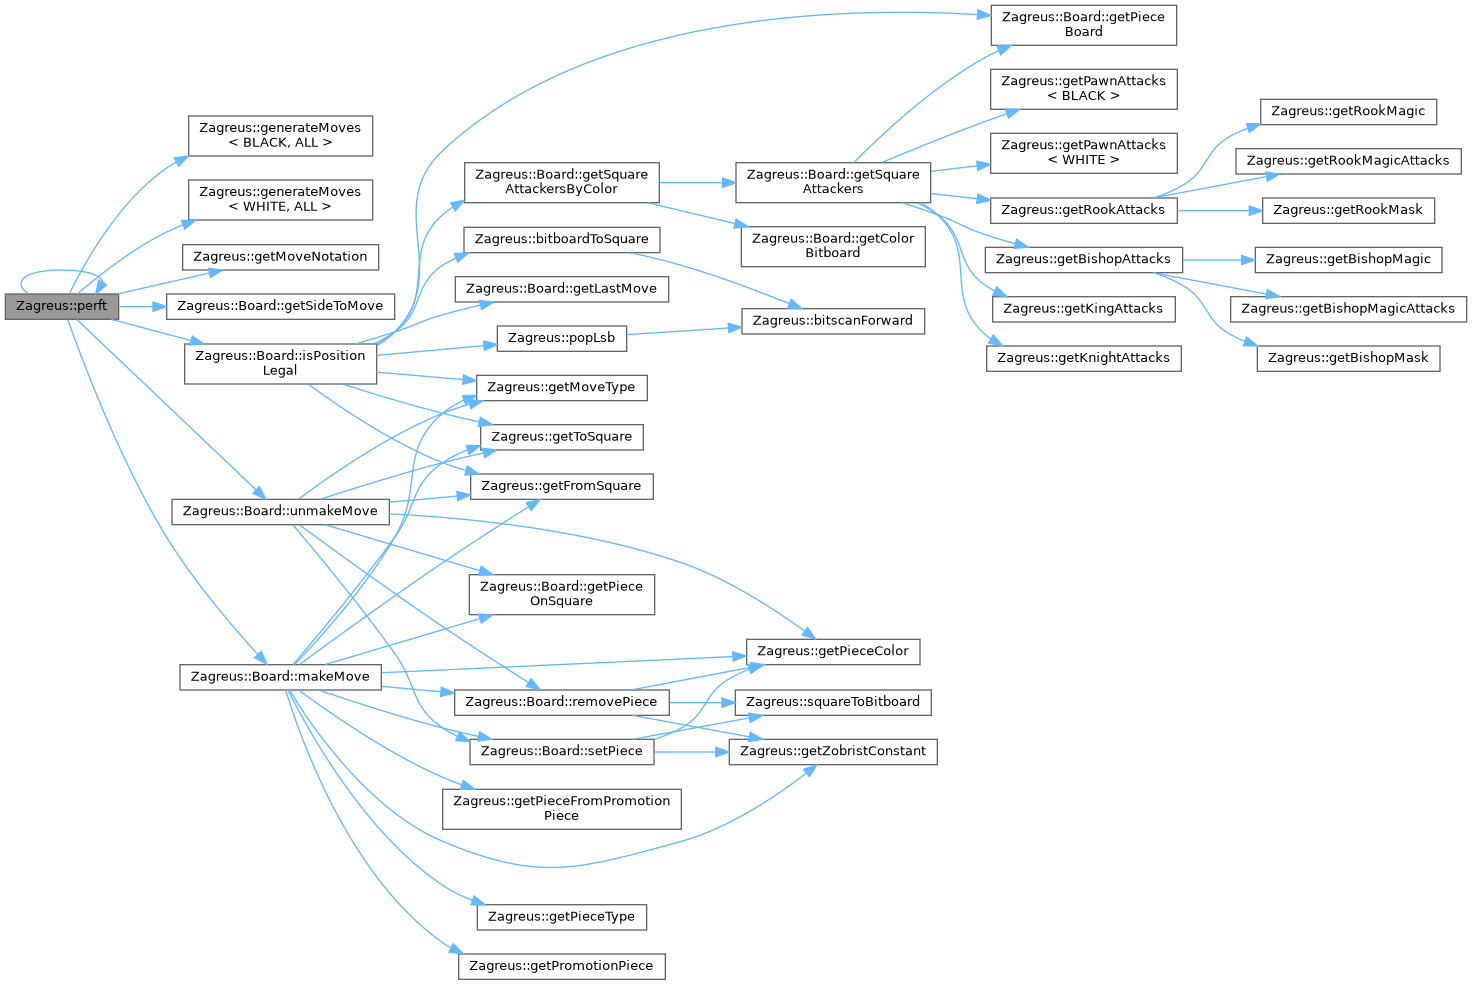 Zagreus::perft
Zagreus::generateMoves
< BLACK, ALL >
Zagreus::generateMoves
< WHITE, ALL >
Zagreus::getMoveNotation
Zagreus::Board::getSideToMove
Zagreus::Board::isPosition
Legal
Zagreus::Board::unmakeMove
Zagreus::Board::makeMove
Zagreus::Board::getSquare
AttackersByColor
Zagreus::bitboardToSquare
Zagreus::Board::getLastMove
Zagreus::popLsb
Zagreus::getMoveType
Zagreus::getToSquare
Zagreus::getFromSquare
Zagreus::Board::getPiece
OnSquare
Zagreus::Board::removePiece
Zagreus::Board::setPiece
Zagreus::getPieceFromPromotion
Piece
Zagreus::getPieceType
Zagreus::getPromotionPiece
Zagreus::Board::getSquare
Attackers
Zagreus::Board::getColor
Bitboard
Zagreus::bitscanForward
Zagreus::getPieceColor
Zagreus::squareToBitboard
Zagreus::getZobristConstant
Zagreus::Board::getPiece
Board
Zagreus::getPawnAttacks
< BLACK >
Zagreus::getPawnAttacks
< WHITE >
Zagreus::getRookAttacks
Zagreus::getBishopAttacks
Zagreus::getKingAttacks
Zagreus::getKnightAttacks
Zagreus::getRookMagic
Zagreus::getRookMagicAttacks
Zagreus::getRookMask
Zagreus::getBishopMagic
Zagreus::getBishopMagicAttacks
Zagreus::getBishopMask